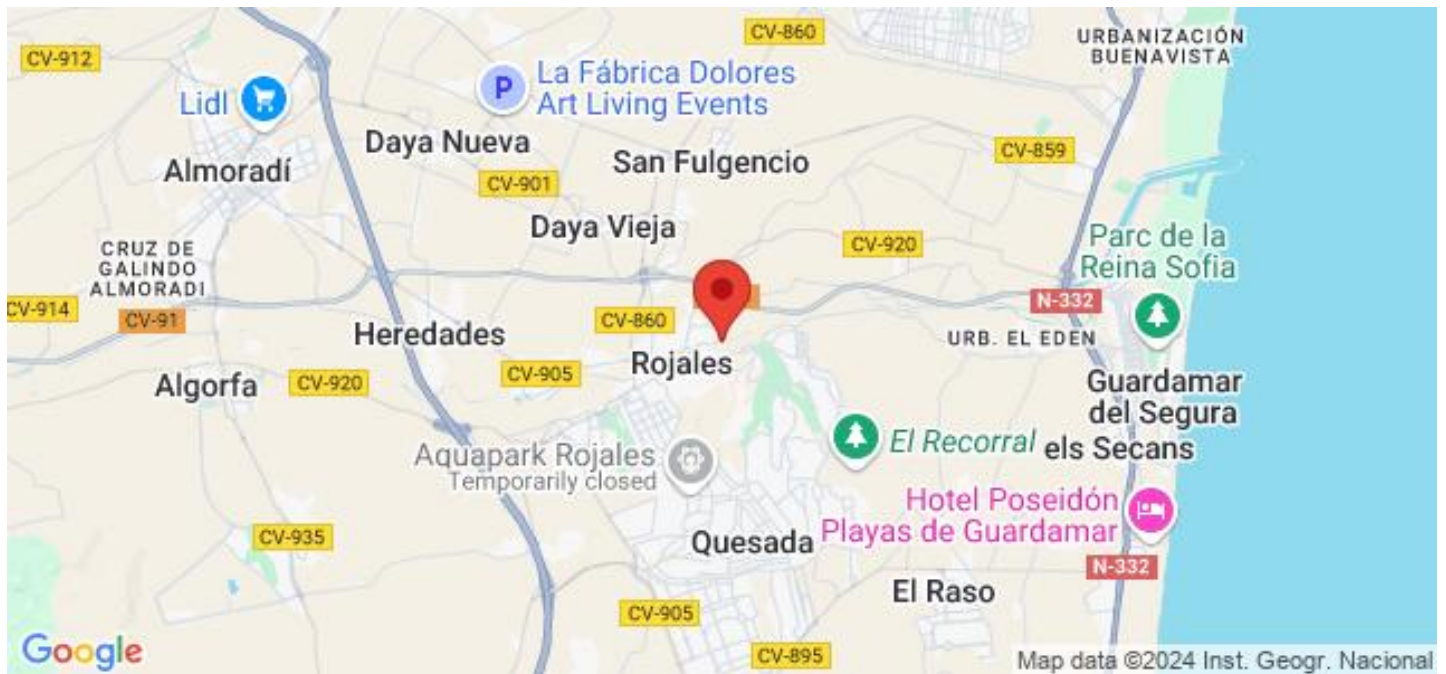 CV-860
URBANIZACIÓN
BUENAVISTA
CV-912
La Fábrica Dolores
Art Living Events
P
Lidl
Daya Nueva
San Fulgencio
CV-859
Almoradí
CV-901
Daya Vieja
CV-920
Parc de la
Reina Sofia
CRUZ DE
GALINDO
ALMORADI
CV-914
CV-91
CV-860
N-332
Heredades
Rojales
URB. EL EDEN
Algorfa
CV-920
CV-905
Guardamar
del Segura
El Recorral
els Secans
Aquapark Rojales
Temporarily closed
Hotel Poseidón
Playas de Guardamar
CV-935
Quesada
N-332
El Raso
CV-905
CV-895
Google
Map data ©2024 Inst. Geogr. Nacional